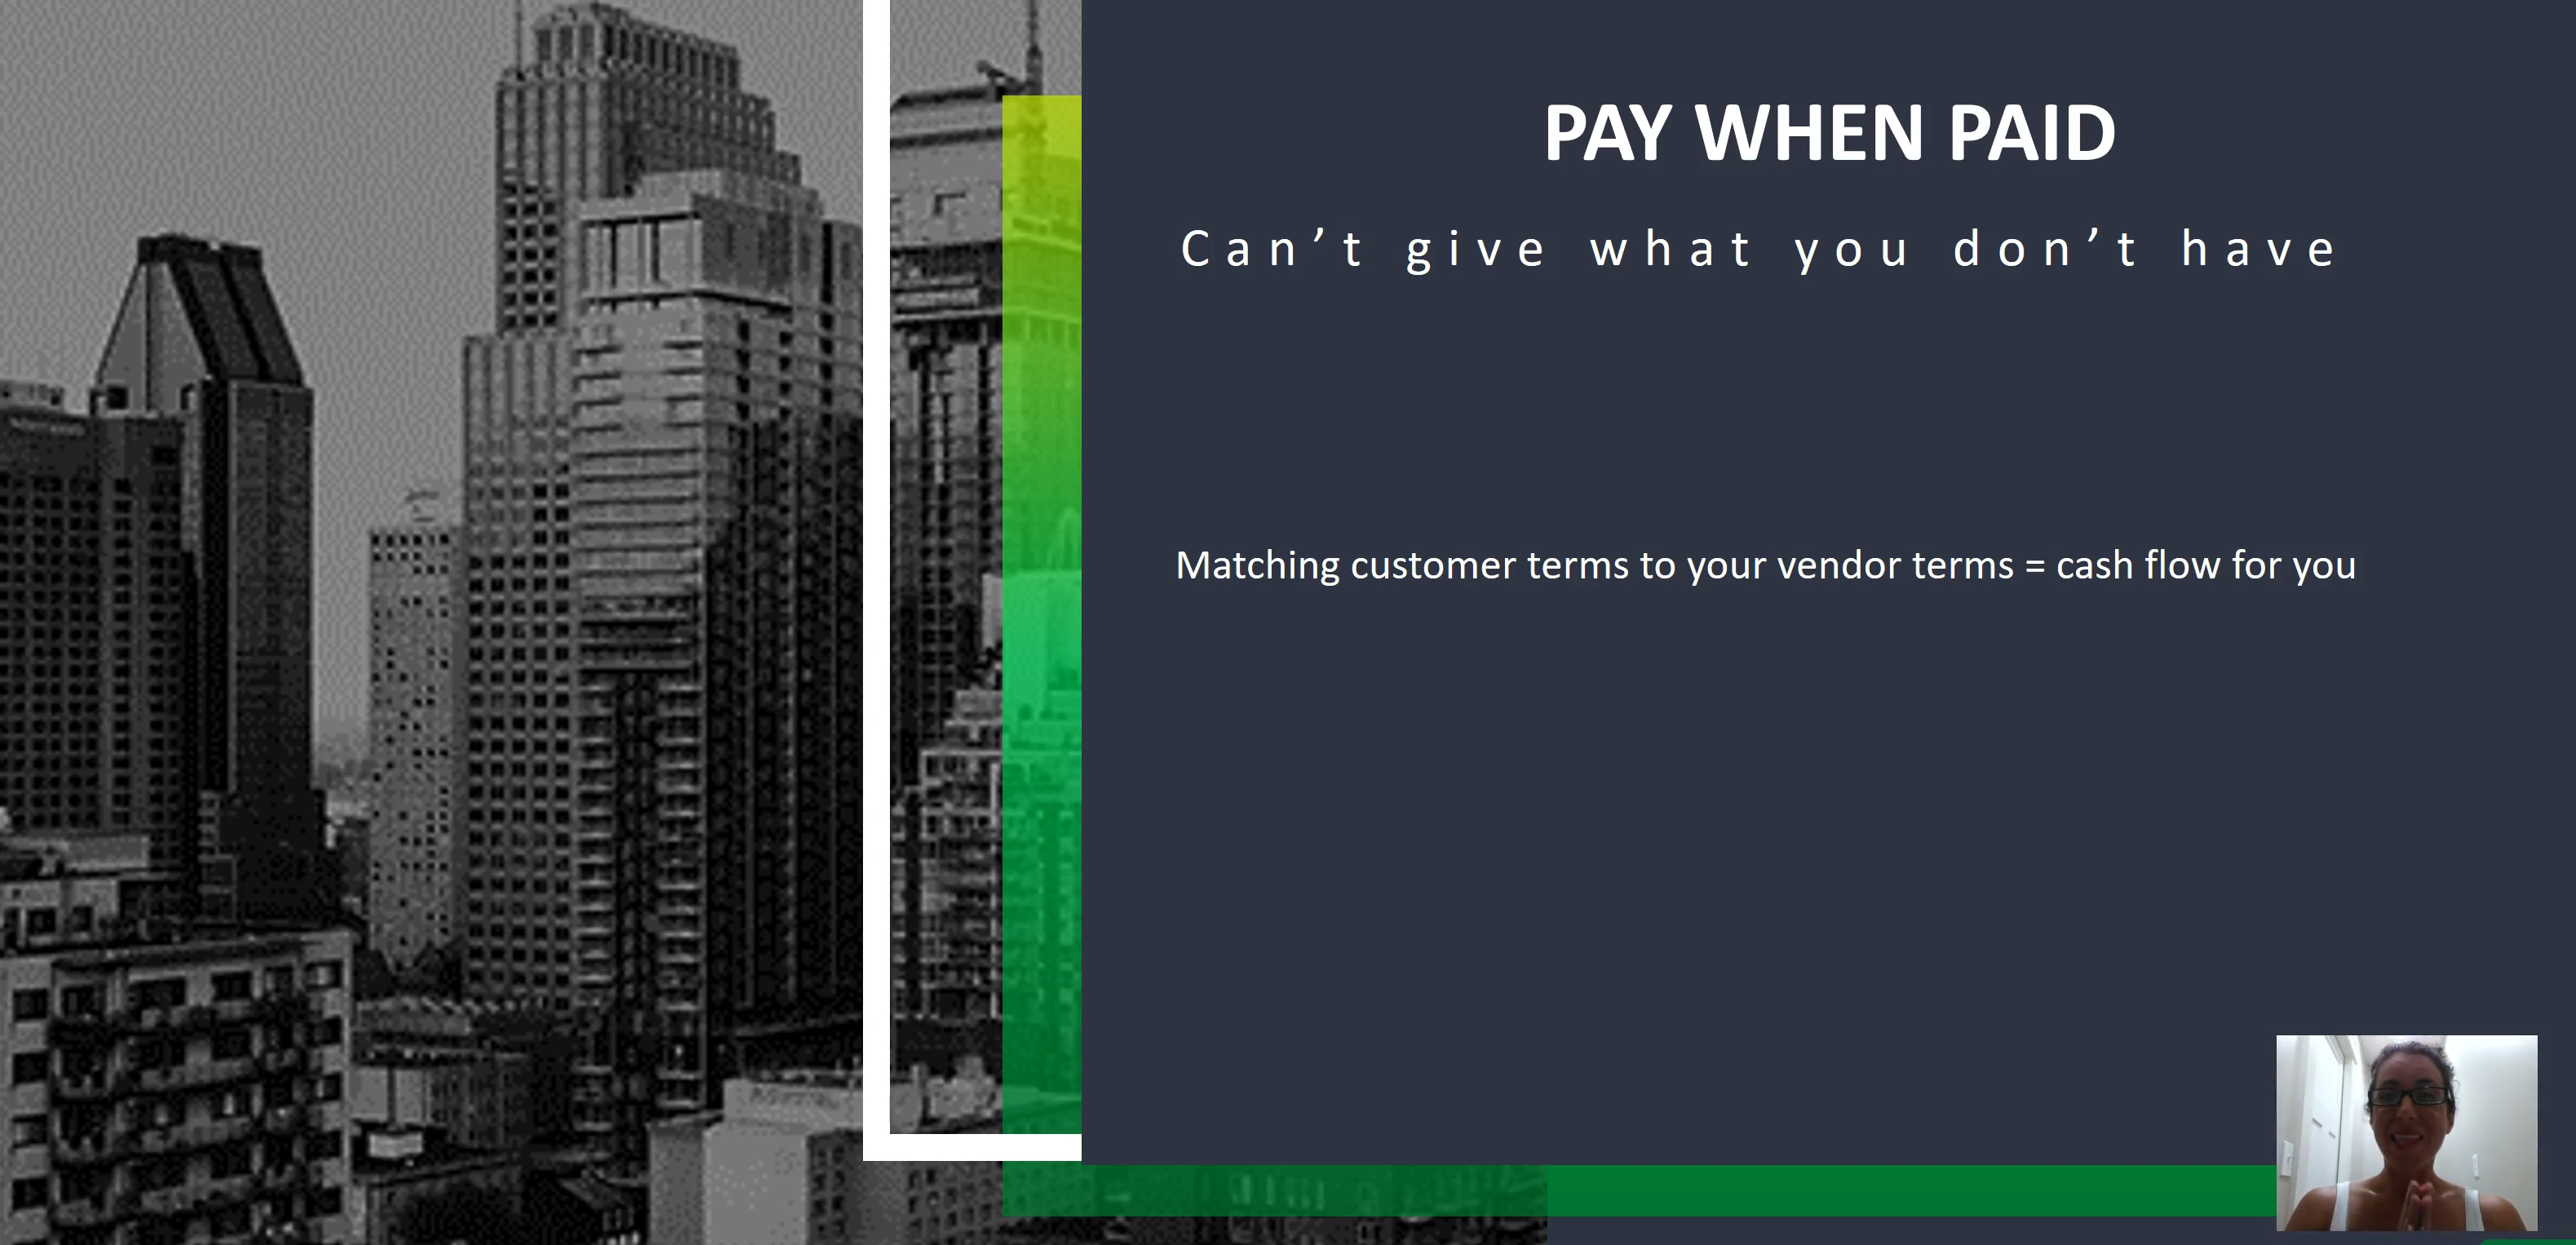 PAY WHEN PAID
Can’t give what you don’t have
Matching customer terms to your vendor terms = cash flow for you